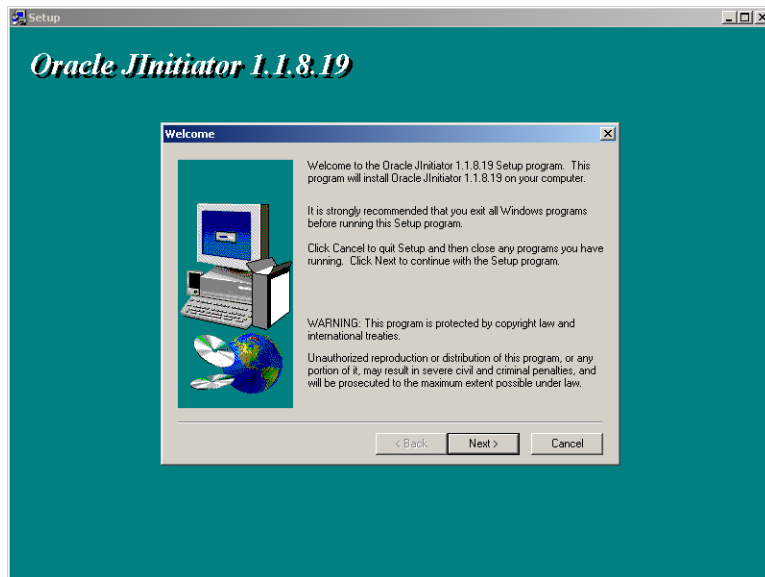 Setup
Oracle JInitiator 1.1.8.19
Welcome
Welcome to the Oracle JInitiator 1.1.8.19 Setup program.  This
program will install Oracle JInitiator 1.1.8.19 on your computer.
It is strongly recommended that you exit all Windows programs
before running this Setup program.
Click Cancel to quit Setup and then close any programs you have
running.  Click Next to continue with the Setup program.
WARNING: This program is protected by copyright law and
international treaties.
Unauthorized reproduction or distribution of this program, or any
portion of it, may result in severe civil and criminal penalties, and
will be prosecuted to the maximum extent possible under law.
< Back
Next >
Cancel